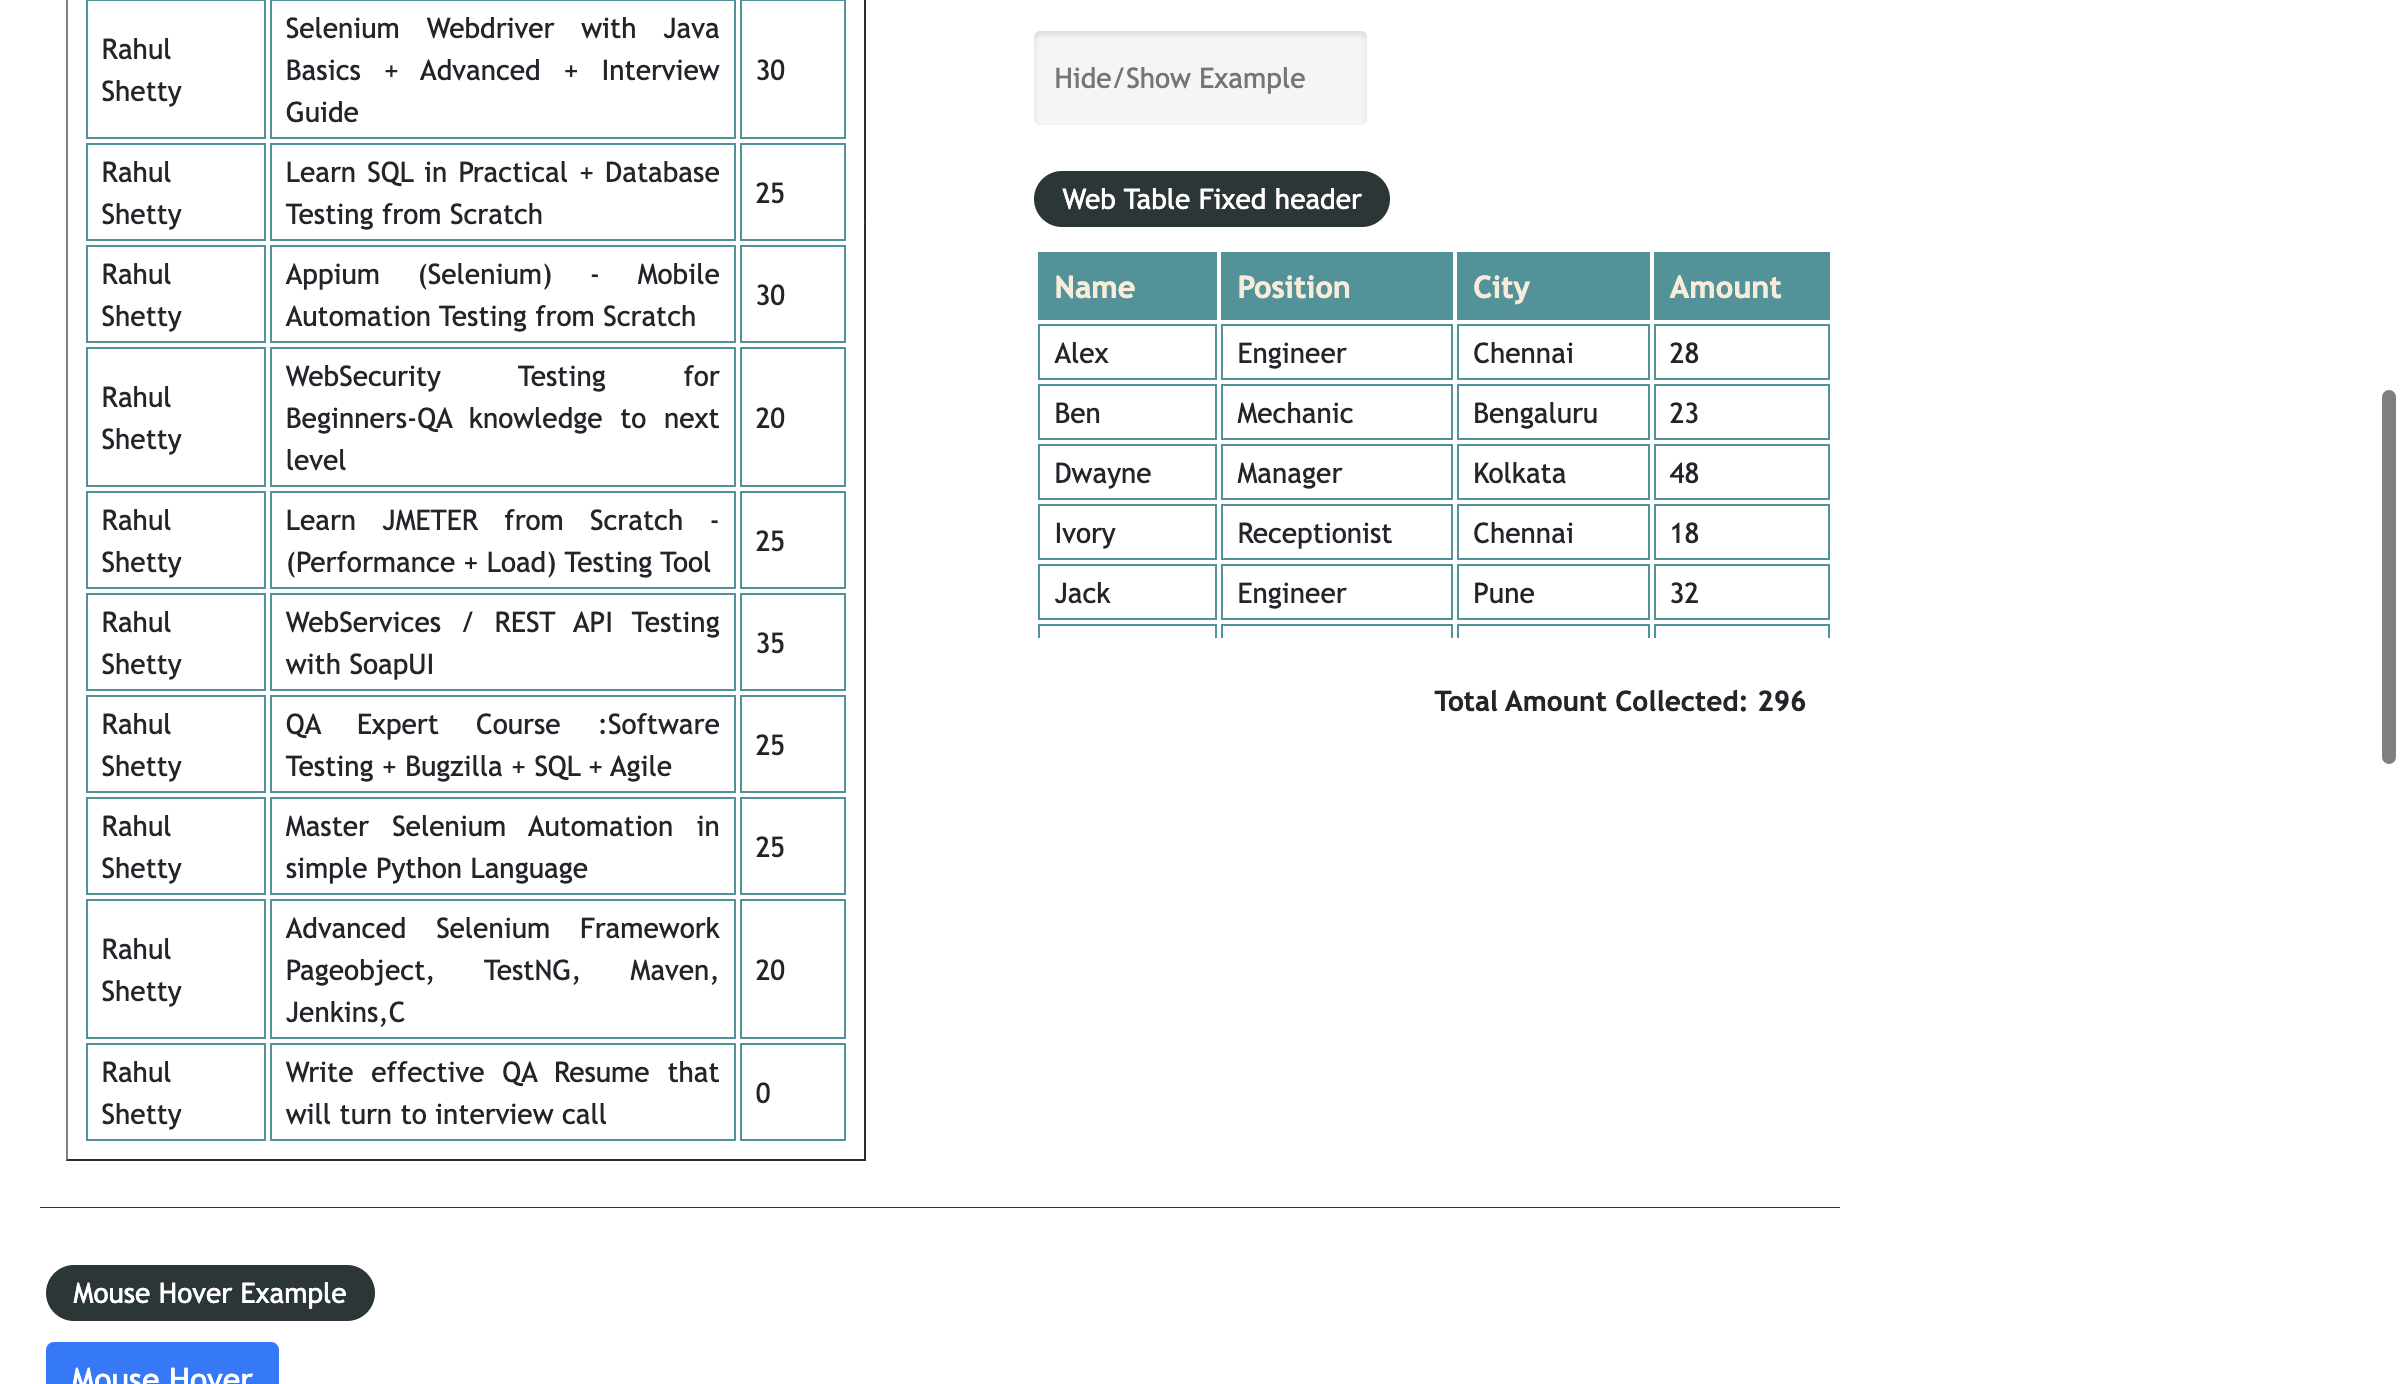 Rahul
Shetty
Selenium Webdriver with Java
Basics + Advanced + Interview
Guide
30
Rahul
Shetty
Learn SQL in Practical + Database
Testing from Scratch
25
Rahul
Shetty
Appium (Selenium) - Mobile
Automation Testing from Scratch
30
Rahul
Shetty
WebSecurity Testing for
Beginners-QA knowledge to next
level
20
Rahul
Shetty
Learn JMETER from Scratch -
(Performance + Load) Testing Tool
25
Rahul
Shetty
WebServices / REST API Testing
with SoapUI
35
Rahul
Shetty
QA Expert Course :Software
Testing + Bugzilla + SQL + Agile
25
Rahul
Shetty
Master Selenium Automation in
simple Python Language
25
Rahul
Shetty
Advanced Selenium Framework
Pageobject, TestNG, Maven,
Jenkins,C
20
Rahul
Shetty
Write effective QA Resume that
will turn to interview call
0
Hide/Show Example
Web Table Fixed header
Name Position City Amount
Alex Engineer Chennai 28
Ben Mechanic Bengaluru 23
Dwayne Manager Kolkata 48
Ivory Receptionist Chennai 18
Jack Engineer Pune 32
Total Amount Collected: 296
Mouse Hover Example
Mouse Hover